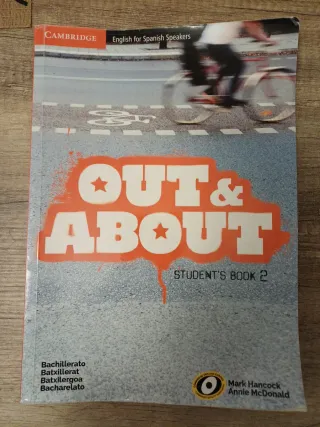 CAMBRIDGE English for Spanish Speakers
OUT &
ABOUT
STUDENT'S BOOK 2
Bachillerato
Batxillerat
Batxilergoa
Bacharelato
Mark Hancock
Annie McDonald